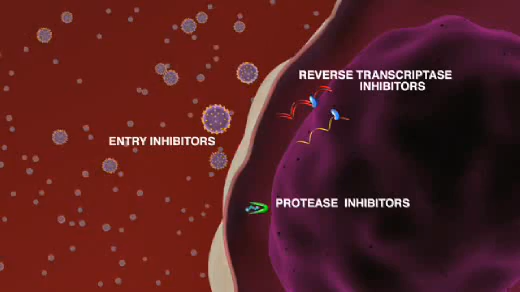 REVERSE TRANSCRIPTASE
INHIBITORS
ENTRY INHIBITORS
PROTEASE INHIBITORS